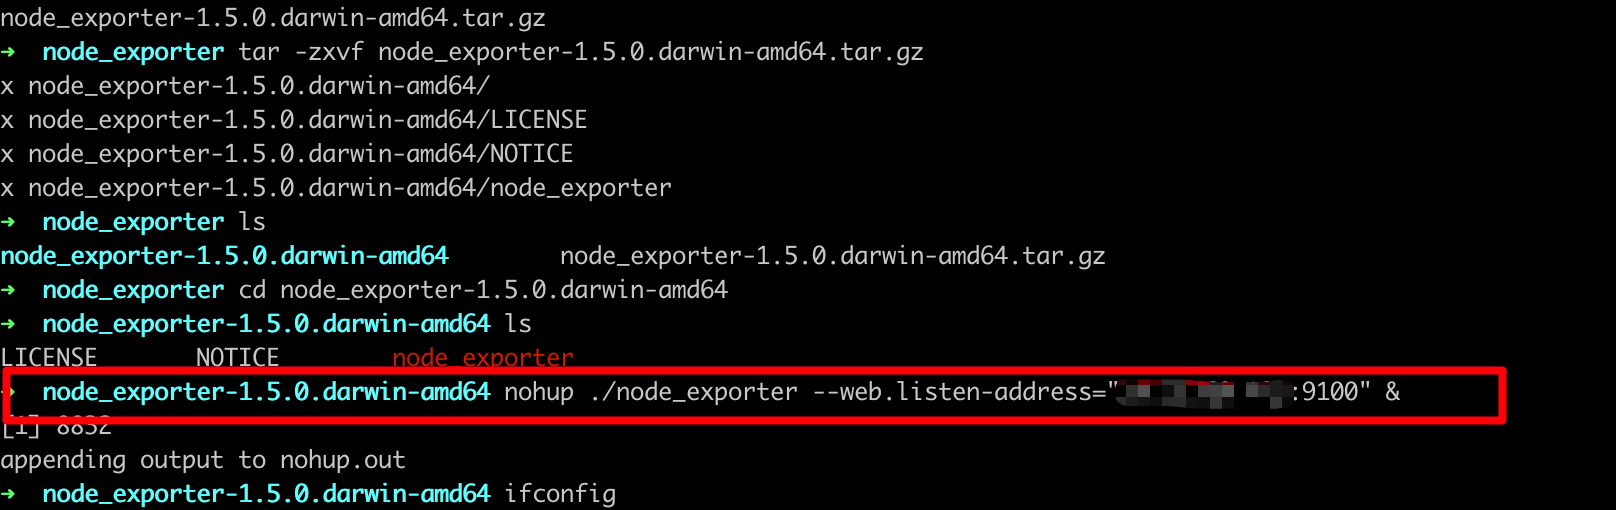 node_exporter-1.5.0.darwin-amd64.tar.gz
→ node_exporter tar -zxvf node_exporter-1.5.0.darwin-amd64.tar.gz
x node_exporter-1.5.0.darwin-amd64/
x node_exporter-1.5.0.darwin-amd64/LICENSE
x node_exporter-1.5.0.darwin-amd64/NOTICE
x node_exporter-1.5.0.darwin-amd64/node_exporter
→ node_exporter ls
node_exporter-1.5.0.darwin-amd64 node_exporter-1.5.0.darwin-amd64.tar.gz
→ node_exporter cd node_exporter-1.5.0.darwin-amd64
→ node_exporter-1.5.0.darwin-amd64 ls
LICENSE NOTICE node_exporter
→ node_exporter-1.5.0.darwin-amd64 nohup ./node_exporter --web.listen-address=":9100" &
[1] 8832
appending output to nohup.out
→ node_exporter-1.5.0.darwin-amd64 ifconfig